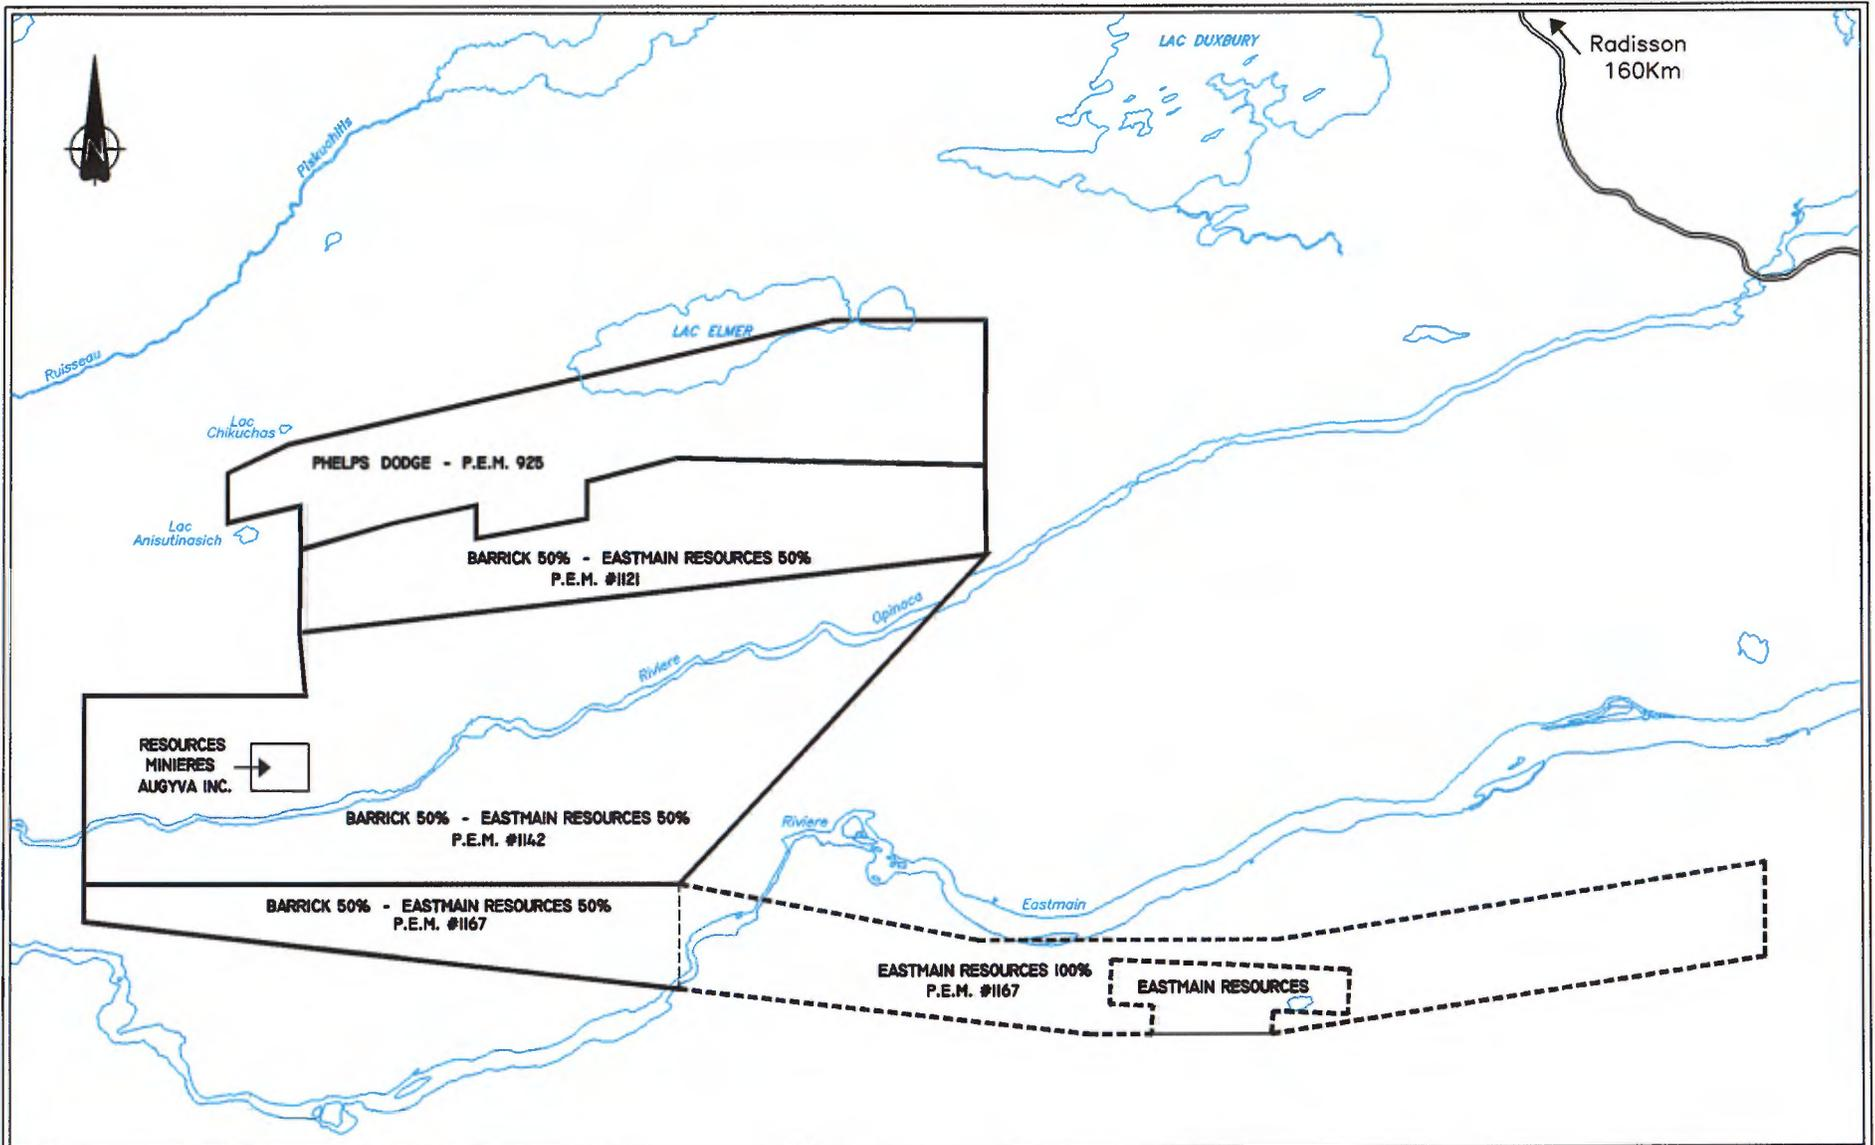 LAC DUXBURY
Radisson
160Km
N
Piskuchitis
Ruisseau
LAC ELMER
Lac
Chikuchas
PHELPS DODGE - P.E.M. 925
Lac
Anisutinasich
BARRICK 50% - EASTMAIN RESOURCES 50%
P.E.M. #1121
Opinaca
Riviere
RESOURCES
MINIERES
AUGYVA INC.
BARRICK 50% - EASTMAIN RESOURCES 50%
P.E.M. #1142
Riviere
Eastmain
BARRICK 50% - EASTMAIN RESOURCES 50%
P.E.M. #1167
EASTMAIN RESOURCES 100%
P.E.M. #1167
EASTMAIN RESOURCES